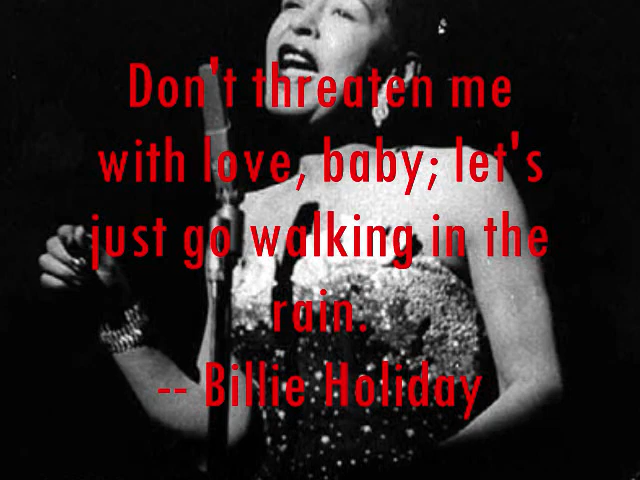 Don't threaten me
with love, baby; let's
just go walking in the
rain.
-- Billie Holiday